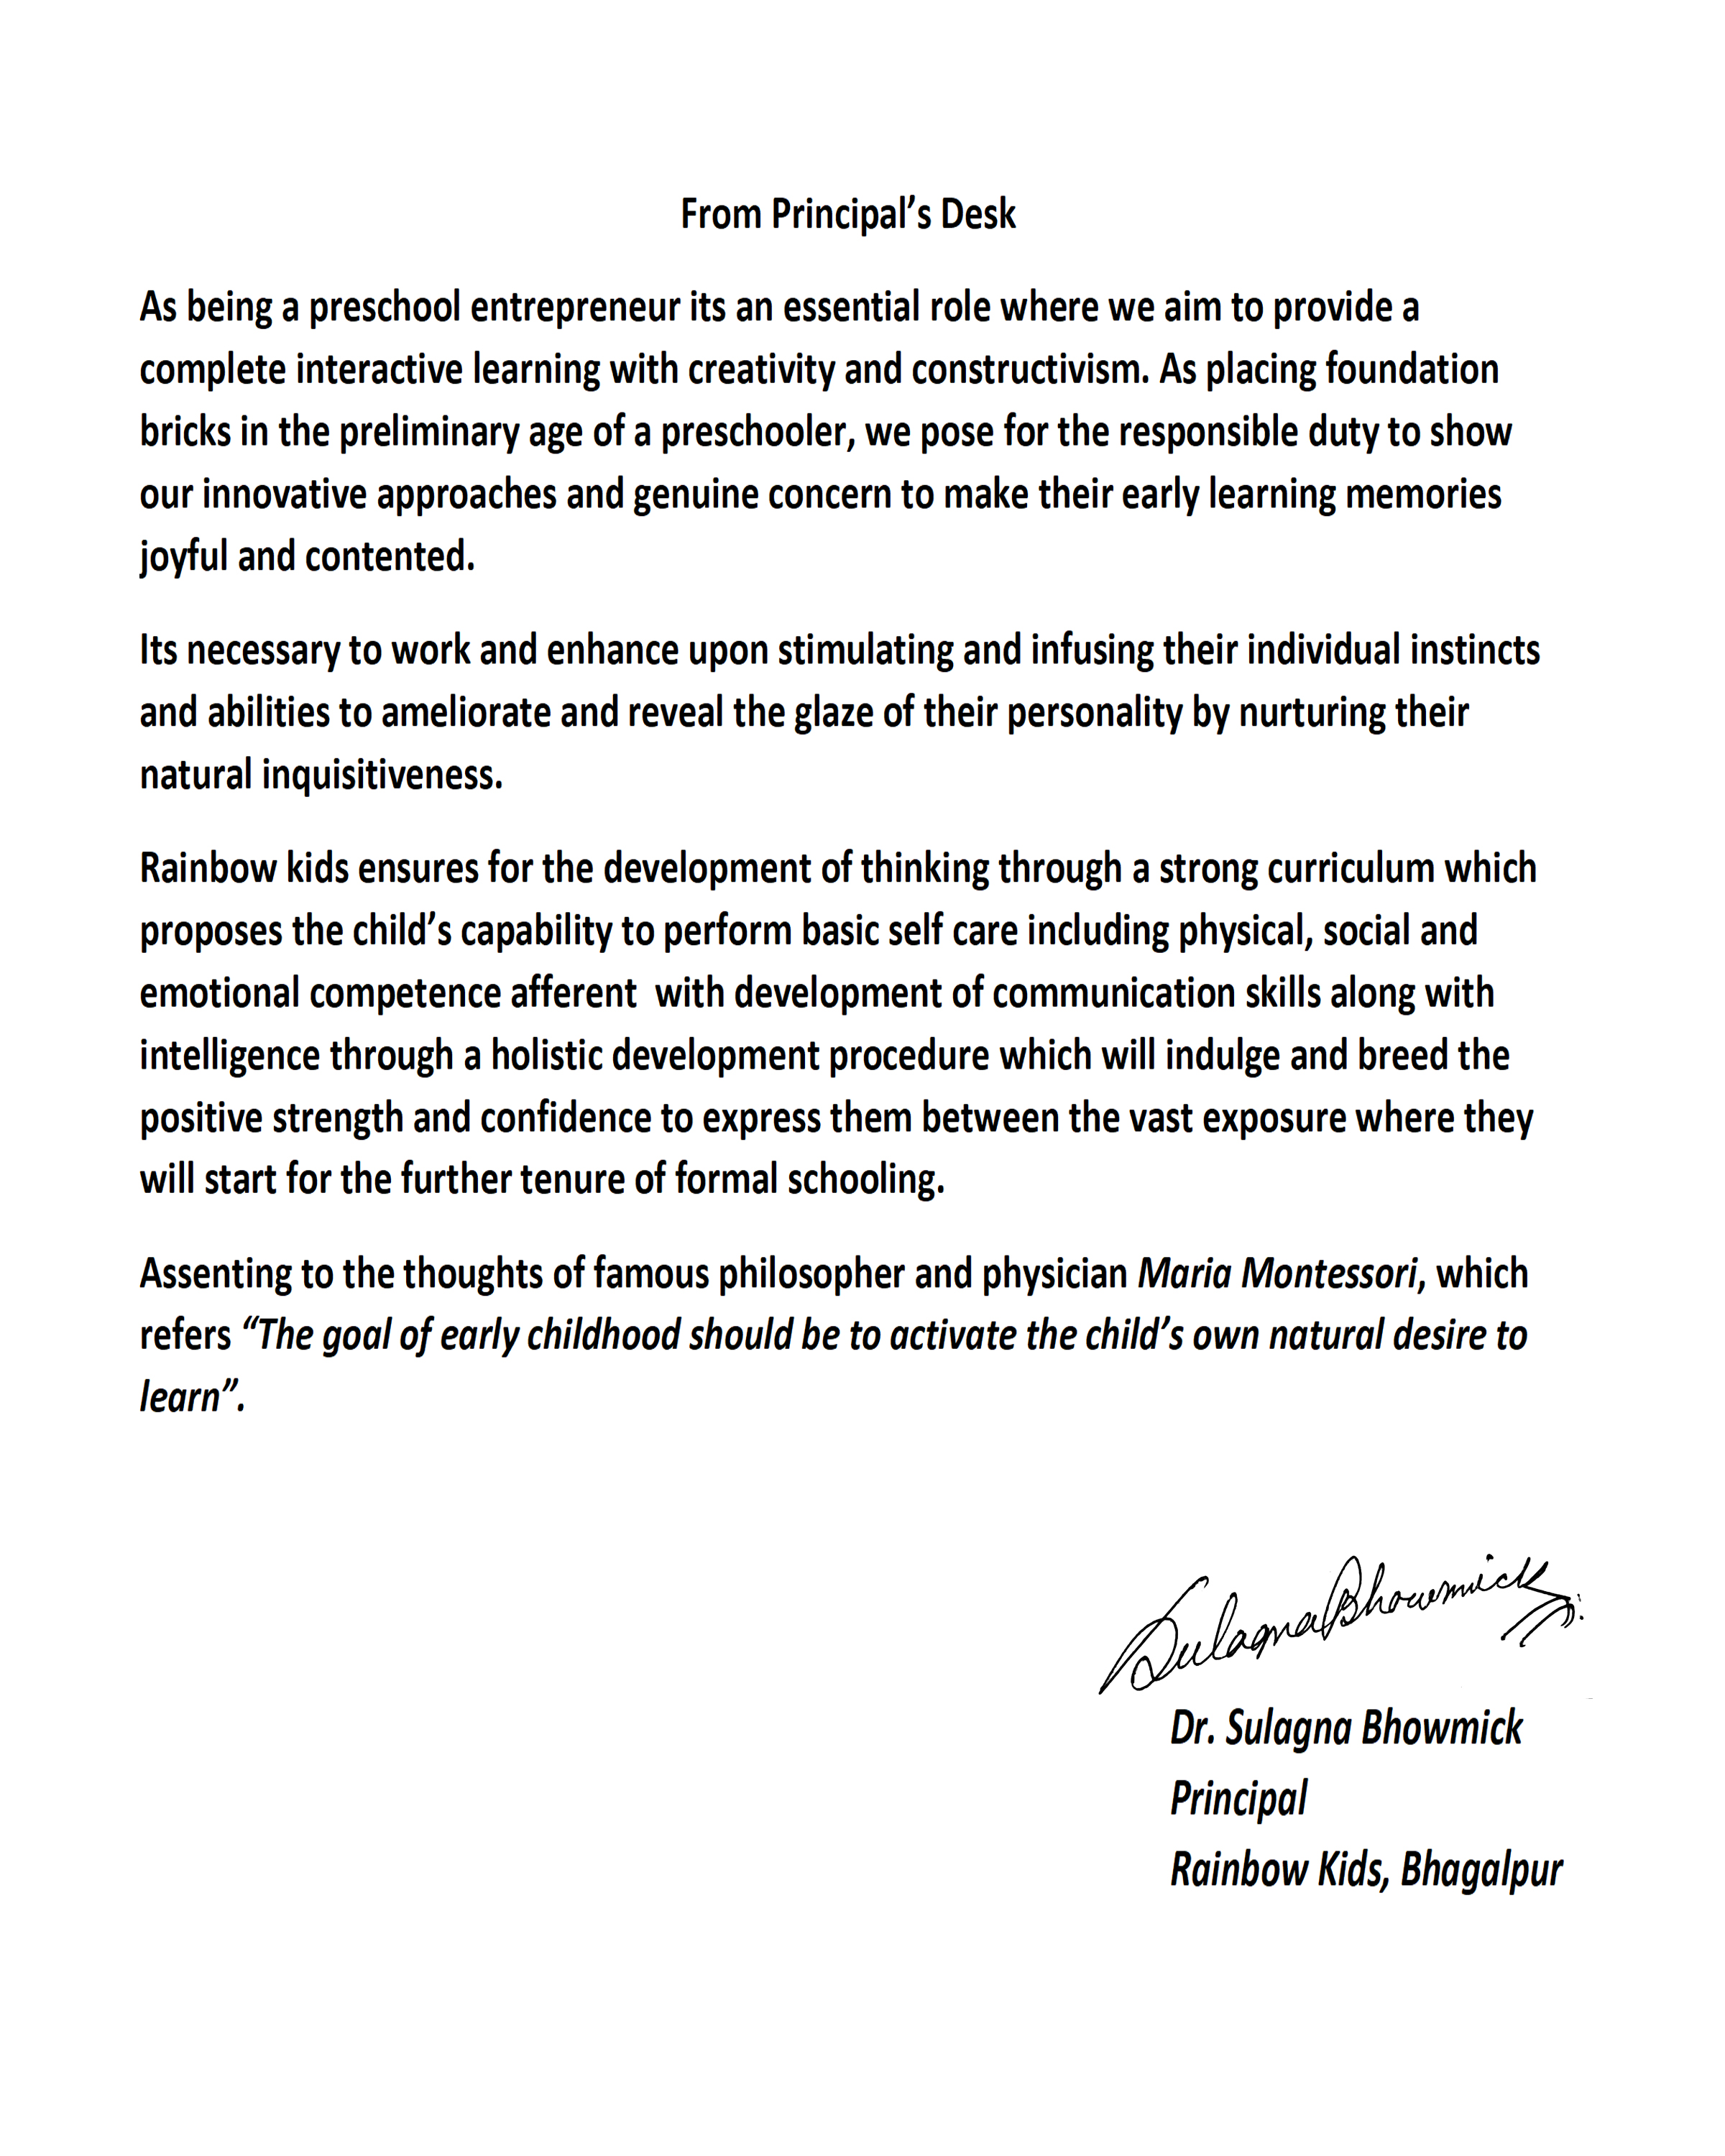 From Principal’s Desk
As being a preschool entrepreneur its an essential role where we aim to provide a
complete interactive learning with creativity and constructivism. As placing foundation
bricks in the preliminary age of a preschooler, we pose for the responsible duty to show
our innovative approaches and genuine concern to make their early learning memories
joyful and contented.
Its necessary to work and enhance upon stimulating and infusing their individual instincts
and abilities to ameliorate and reveal the glaze of their personality by nurturing their
natural inquisitiveness.
Rainbow kids ensures for the development of thinking through a strong curriculum which
proposes the child’s capability to perform basic self care including physical, social and
emotional competence afferent  with development of communication skills along with
intelligence through a holistic development procedure which will indulge and breed the
positive strength and confidence to express them between the vast exposure where they
will start for the further tenure of formal schooling.
Assenting to the thoughts of famous philosopher and physician Maria Montessori, which
refers “The goal of early childhood should be to activate the child’s own natural desire to
learn”.
Sulagna Bhowmick
Dr. Sulagna Bhowmick
Principal
Rainbow Kids, Bhagalpur